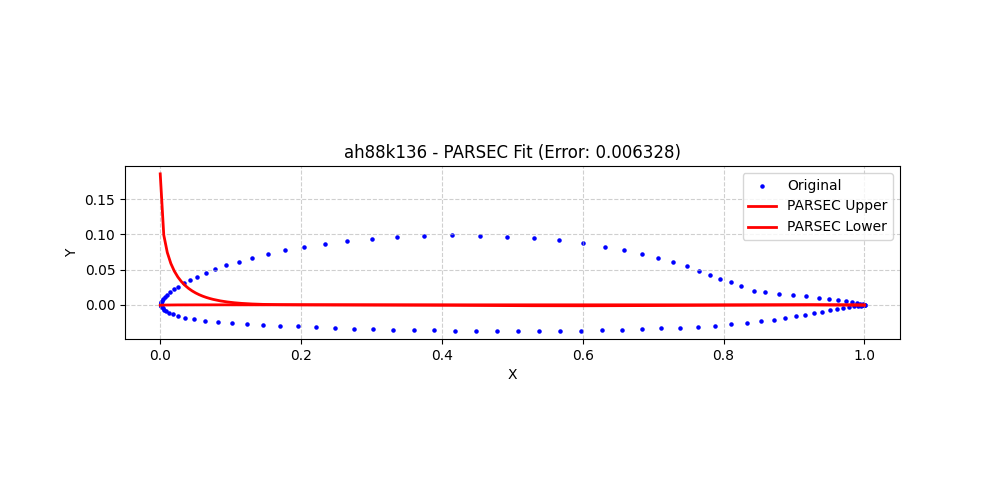 ah88k136 - PARSEC Fit (Error: 0.006328)
Original
PARSEC Upper
PARSEC Lower
Y
0.15
0.10
0.05
0.00
0.0 0.2 0.4 0.6 0.8 1.0
X